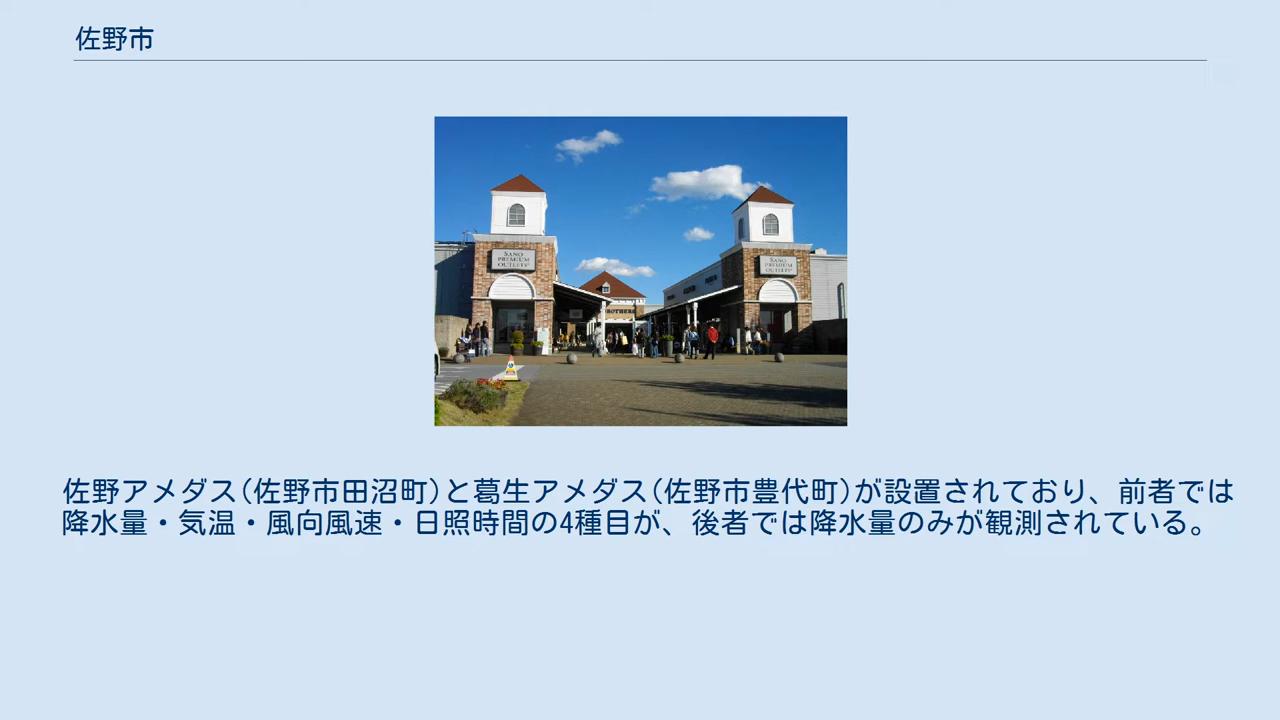 佐野市
SANO
PREMIUM
OUTLETS
SANO
PREMIUM
OUTLETS
BROTHERS
佐野アメダス(佐野市田沼町)と葛生アメダス(佐野市豊代町)が設置されており、前者では
降水量・気温・風向風速・日照時間の4種目が、後者では降水量のみが観測されている。